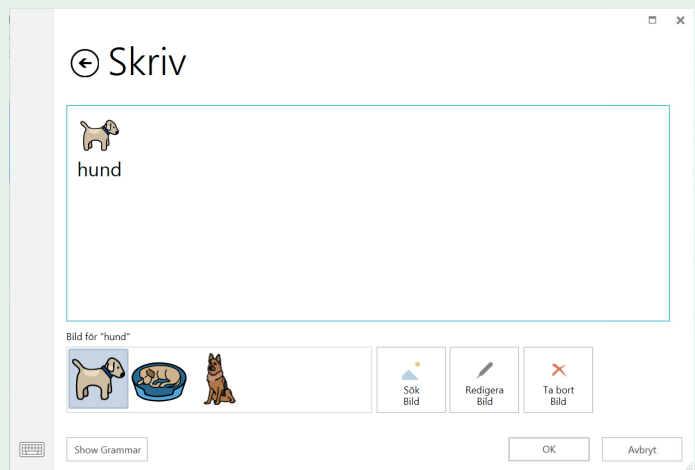 Skriv
hund
Bild för "hund"
Sök
Bild
Redigera
Bild
Ta bort
Bild
Show Grammar
OK
Avbryt